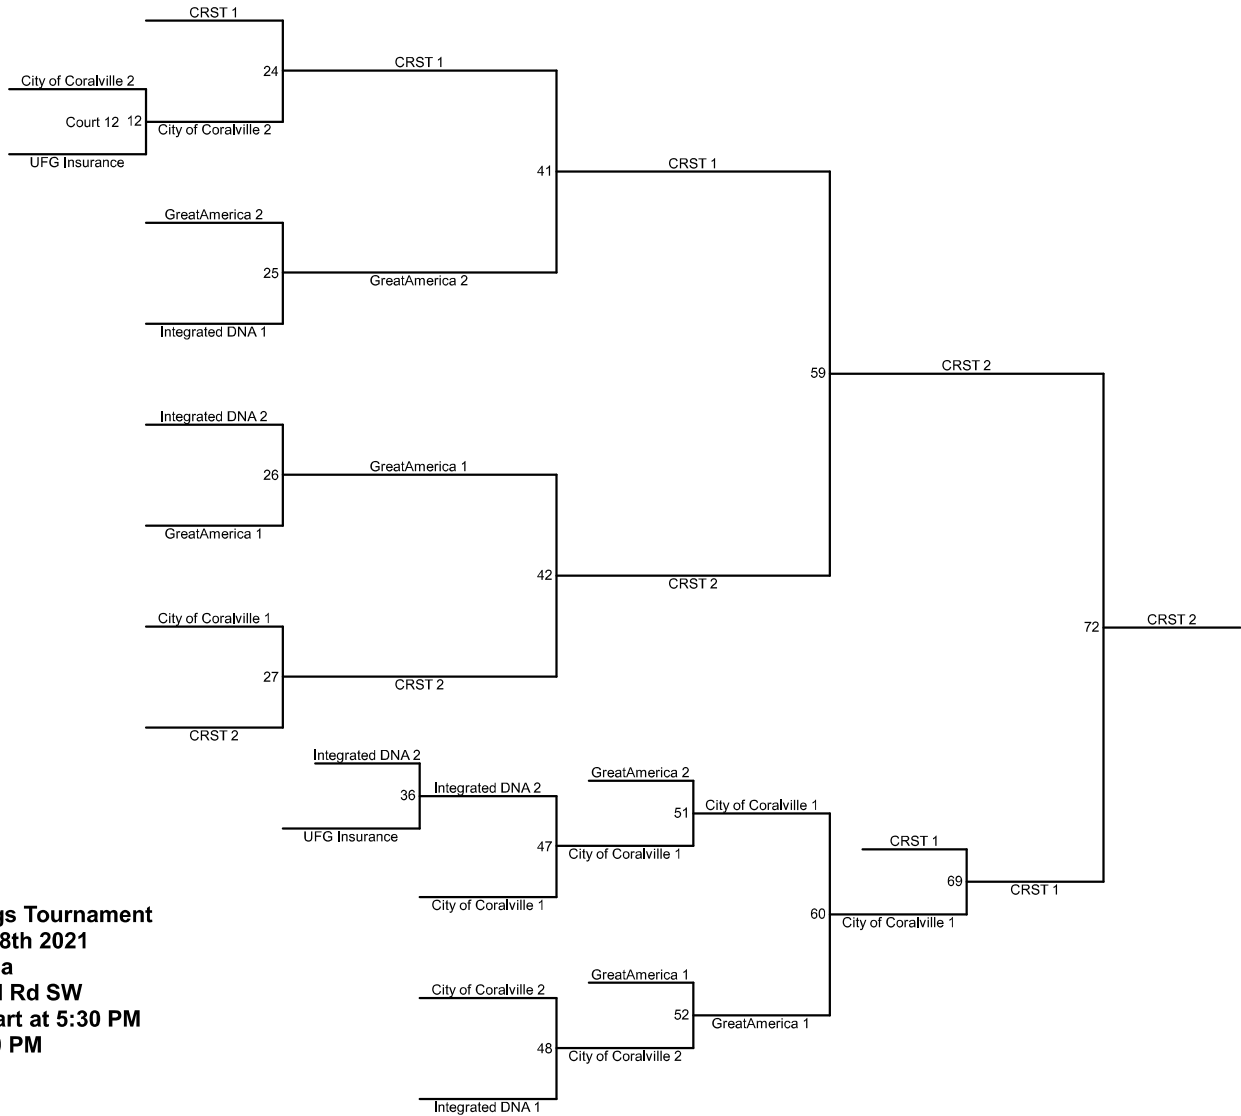 CRST 1
24
CRST 1
City of Coralville 2
Court 12 12
City of Coralville 2
UFG Insurance
41
CRST 1
GreatAmerica 2
25
GreatAmerica 2
Integrated DNA 1
59
CRST 2
Integrated DNA 2
26
GreatAmerica 1
GreatAmerica 1
42
CRST 2
City of Coralville 1
27
CRST 2
CRST 2
72
CRST 2
Integrated DNA 2
36
Integrated DNA 2
UFG Insurance
GreatAmerica 2
51
City of Coralville 1
47
City of Coralville 1
City of Coralville 1
CRST 1
69
CRST 1
60
City of Coralville 1
City of Coralville 2
GreatAmerica 1
52
GreatAmerica 1
48
City of Coralville 2
Integrated DNA 1
gs Tournament
8th 2021
a
Rd SW
art at 5:30 PM
PM